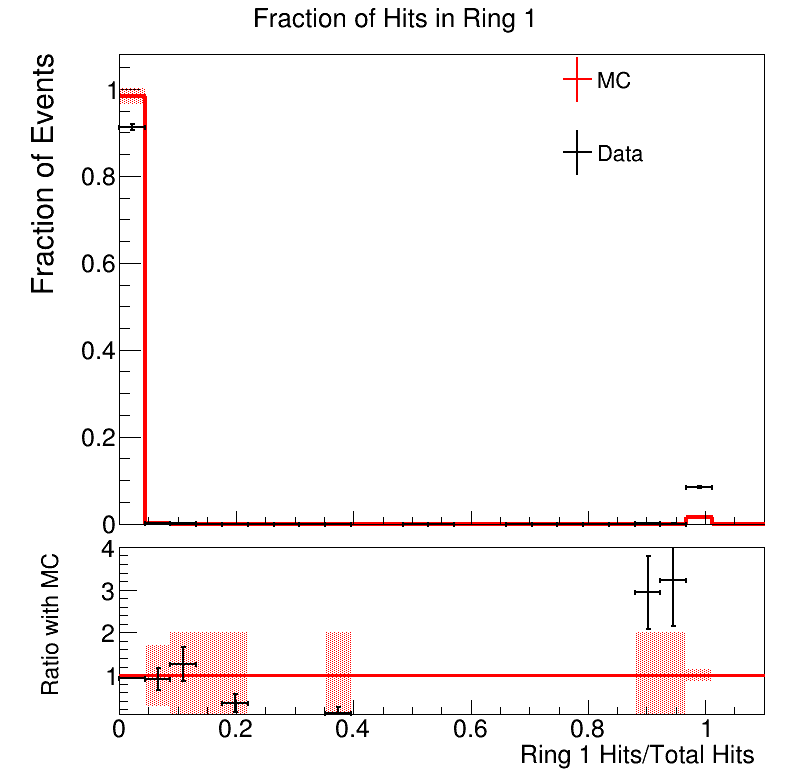 Fraction of Hits in Ring 1
Fraction of Events
1
0.8
0.6
0.4
0.2
0
MC
Data
Ratio with MC
4
3
2
1
0
0.2
0.4
0.6
0.8
1
Ring 1 Hits/Total Hits